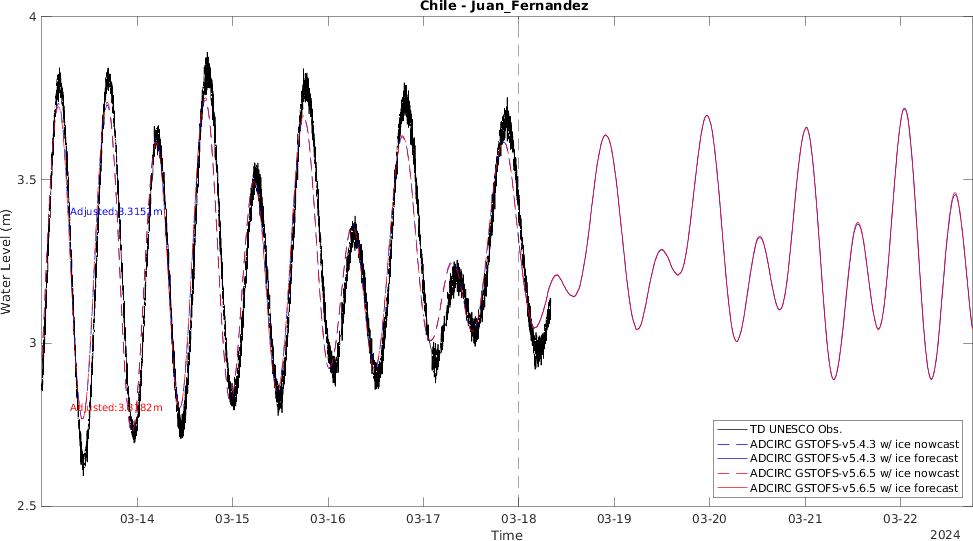 Chile - Juan_Fernandez
4
3.5
3
2.5
Water Level (m)
Adjusted:3.3151m
Adjusted:3.3182m
TD UNESCO Obs.
ADCIRC GSTOFS-v5.4.3 w/ ice nowcast
ADCIRC GSTOFS-v5.4.3 w/ ice forecast
ADCIRC GSTOFS-v5.6.5 w/ ice nowcast
ADCIRC GSTOFS-v5.6.5 w/ ice forecast
03-14 03-15 03-16 03-17 03-18 03-19 03-20 03-21 03-22
Time
2024